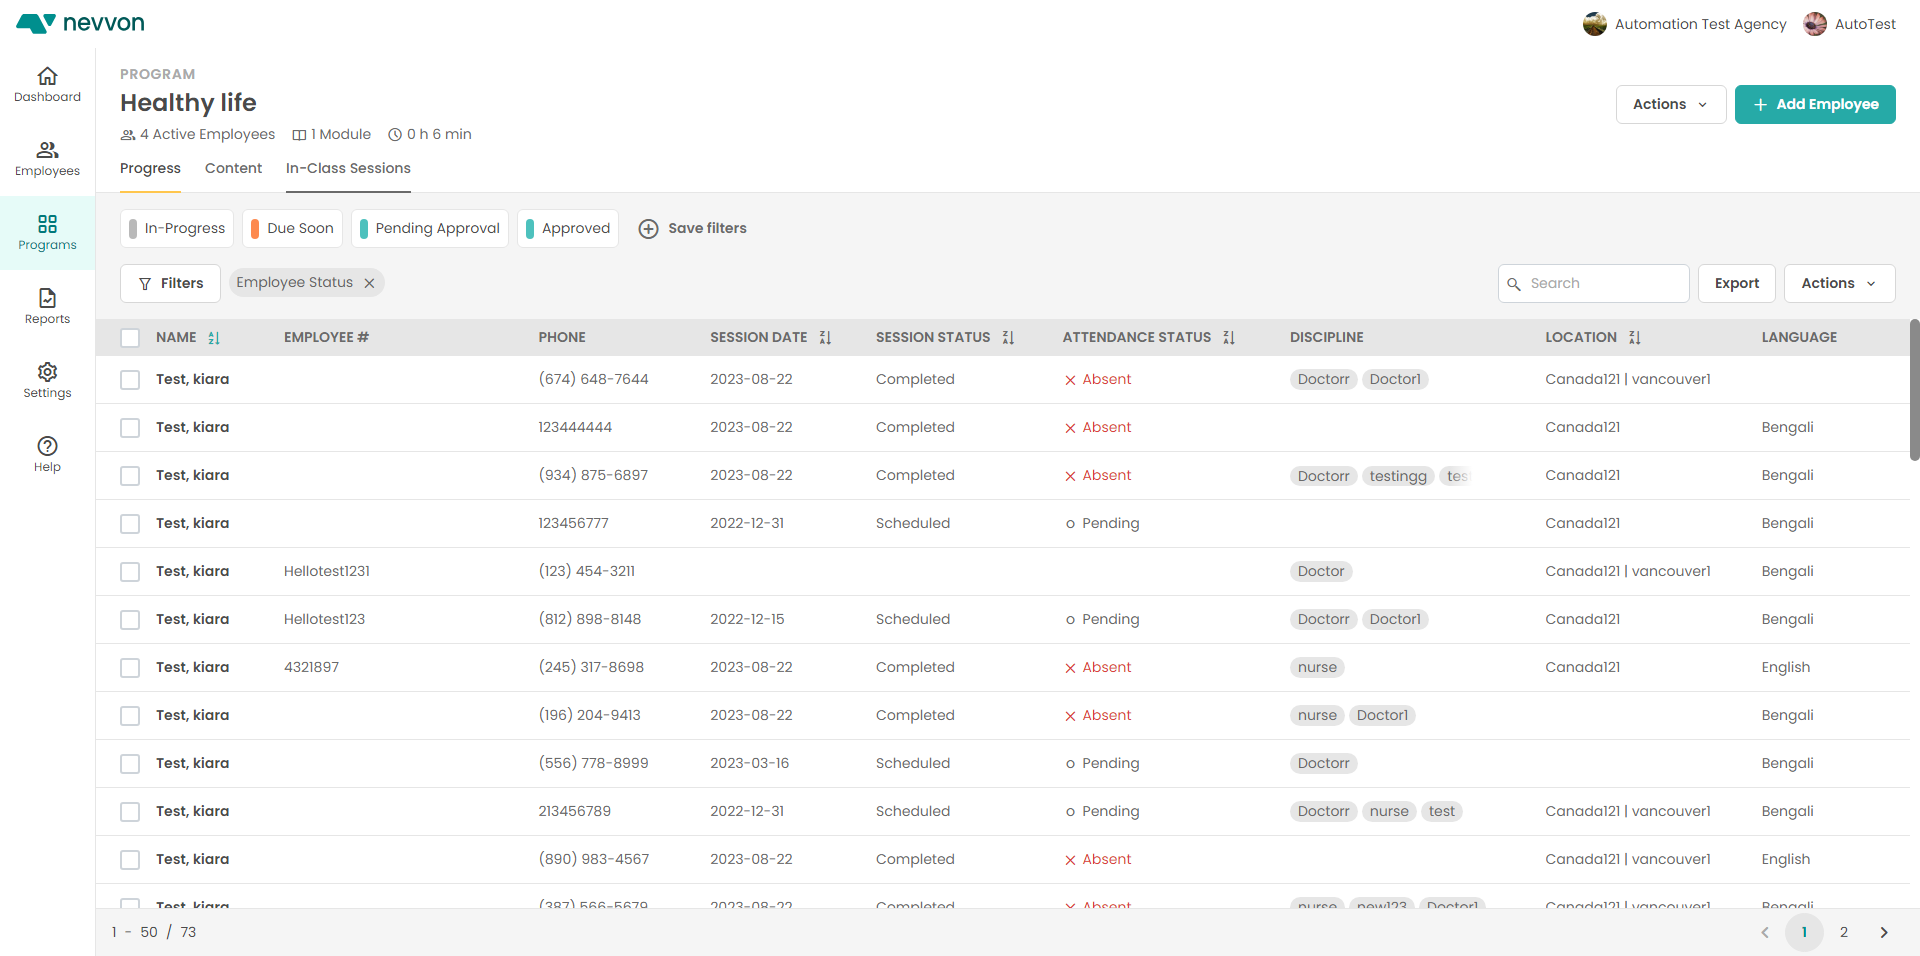 nevvon
Automation Test Agency
AutoTest
Dashboard
Employees
Programs
Reports
Settings
Help
PROGRAM
Healthy life
4 Active Employees 1 Module 0 h 6 min
Actions
Add Employee
Progress Content In-Class Sessions
In-Progress Due Soon Pending Approval Approved Save filters
Filters Employee Status Search Export Actions
NAME EMPLOYEE # PHONE SESSION DATE SESSION STATUS ATTENDANCE STATUS DISCIPLINE LOCATION LANGUAGE
Test, kiara (674) 648-7644 2023-08-22 Completed Absent Doctorr Doctor1 Canada121 | vancouver1
Test, kiara 123444444 2023-08-22 Completed Absent Canada121 Bengali
Test, kiara (934) 875-6897 2023-08-22 Completed Absent Doctorr testingg tes Canada121 Bengali
Test, kiara 123456777 2022-12-31 Scheduled Pending Canada121 Bengali
Test, kiara Hellotest1231 (123) 454-3211 Doctor Canada121 | vancouver1 Bengali
Test, kiara Hellotest123 (812) 898-8148 2022-12-15 Scheduled Pending Doctorr Doctor1 Canada121 Bengali
Test, kiara 4321897 (245) 317-8698 2023-08-22 Completed Absent nurse Canada121 English
Test, kiara (196) 204-9413 2023-08-22 Completed Absent nurse Doctor1 Bengali
Test, kiara (556) 778-8999 2023-03-16 Scheduled Pending Doctorr Bengali
Test, kiara 213456789 2022-12-31 Scheduled Pending Doctorr nurse test Canada121 | vancouver1 Bengali
Test, kiara (890) 983-4567 2023-08-22 Completed Absent Canada121 | vancouver1 English
Test, kiara (387) 566-5679 2023-08-22 Completed Absent nurse new123 Doctor1 Canada121 | vancouver1 Bengali
1 - 50 / 73
1 2